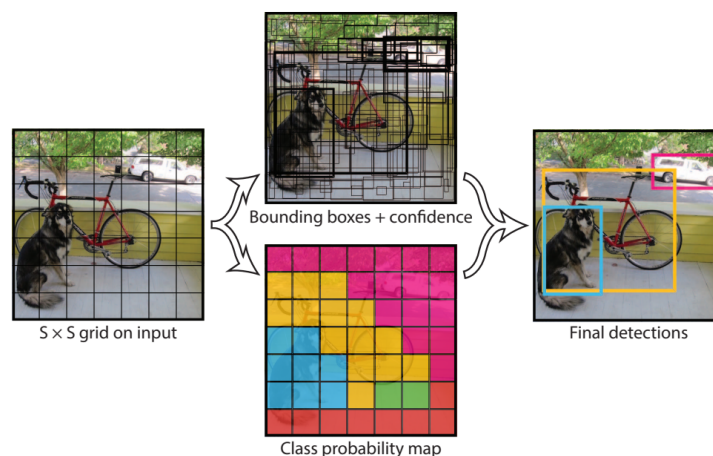 Bounding boxes + confidence
S × S grid on input
Final detections
Class probability map